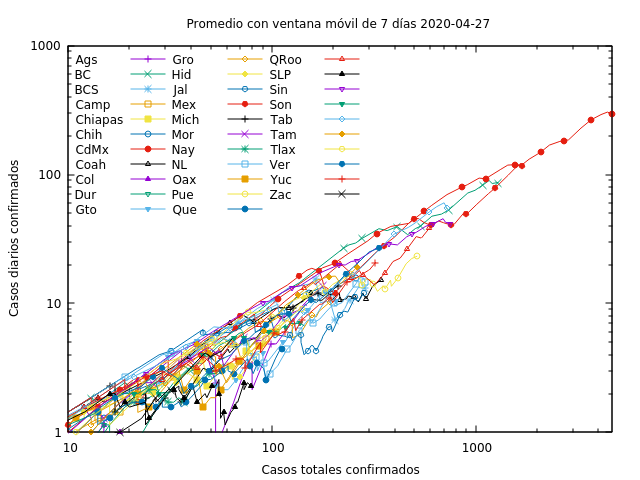 Promedio con ventana móvil de 7 días 2020-04-27
1000
100
10
1
10
100
1000
Casos diarios confirmados
Casos totales confirmados
Ags
BC
BCS
Camp
Chiapas
Chih
CdMx
Coah
Col
Dur
Gto
Gro
Hid
Jal
Mex
Mich
Mor
Nay
NL
Oax
Pue
Que
QRoo
SLP
Sin
Son
Tab
Tam
Tlax
Ver
Yuc
Zac